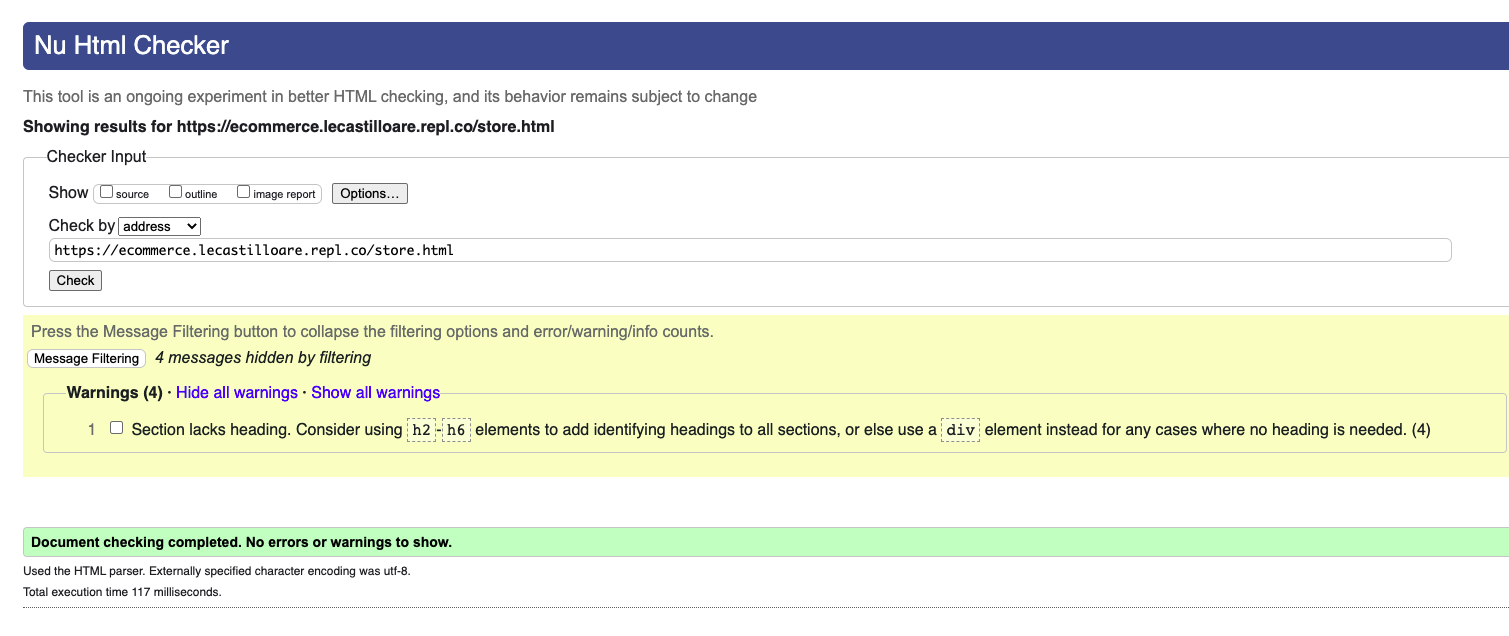 Nu Html Checker
This tool is an ongoing experiment in better HTML checking, and its behavior remains subject to change
Showing results for https://ecommerce.lecastilloare.repl.co/store.html
Checker Input
Show source outline image report Options...
Check by address
https://ecommerce.lecastilloare.repl.co/store.html
Check
Press the Message Filtering button to collapse the filtering options and error/warning/info counts.
Message Filtering 4 messages hidden by filtering
Warnings (4) · Hide all warnings · Show all warnings
1 Section lacks heading. Consider using h2-h6 elements to add identifying headings to all sections, or else use a div element instead for any cases where no heading is needed. (4)
Document checking completed. No errors or warnings to show.
Used the HTML parser. Externally specified character encoding was utf-8.
Total execution time 117 milliseconds.